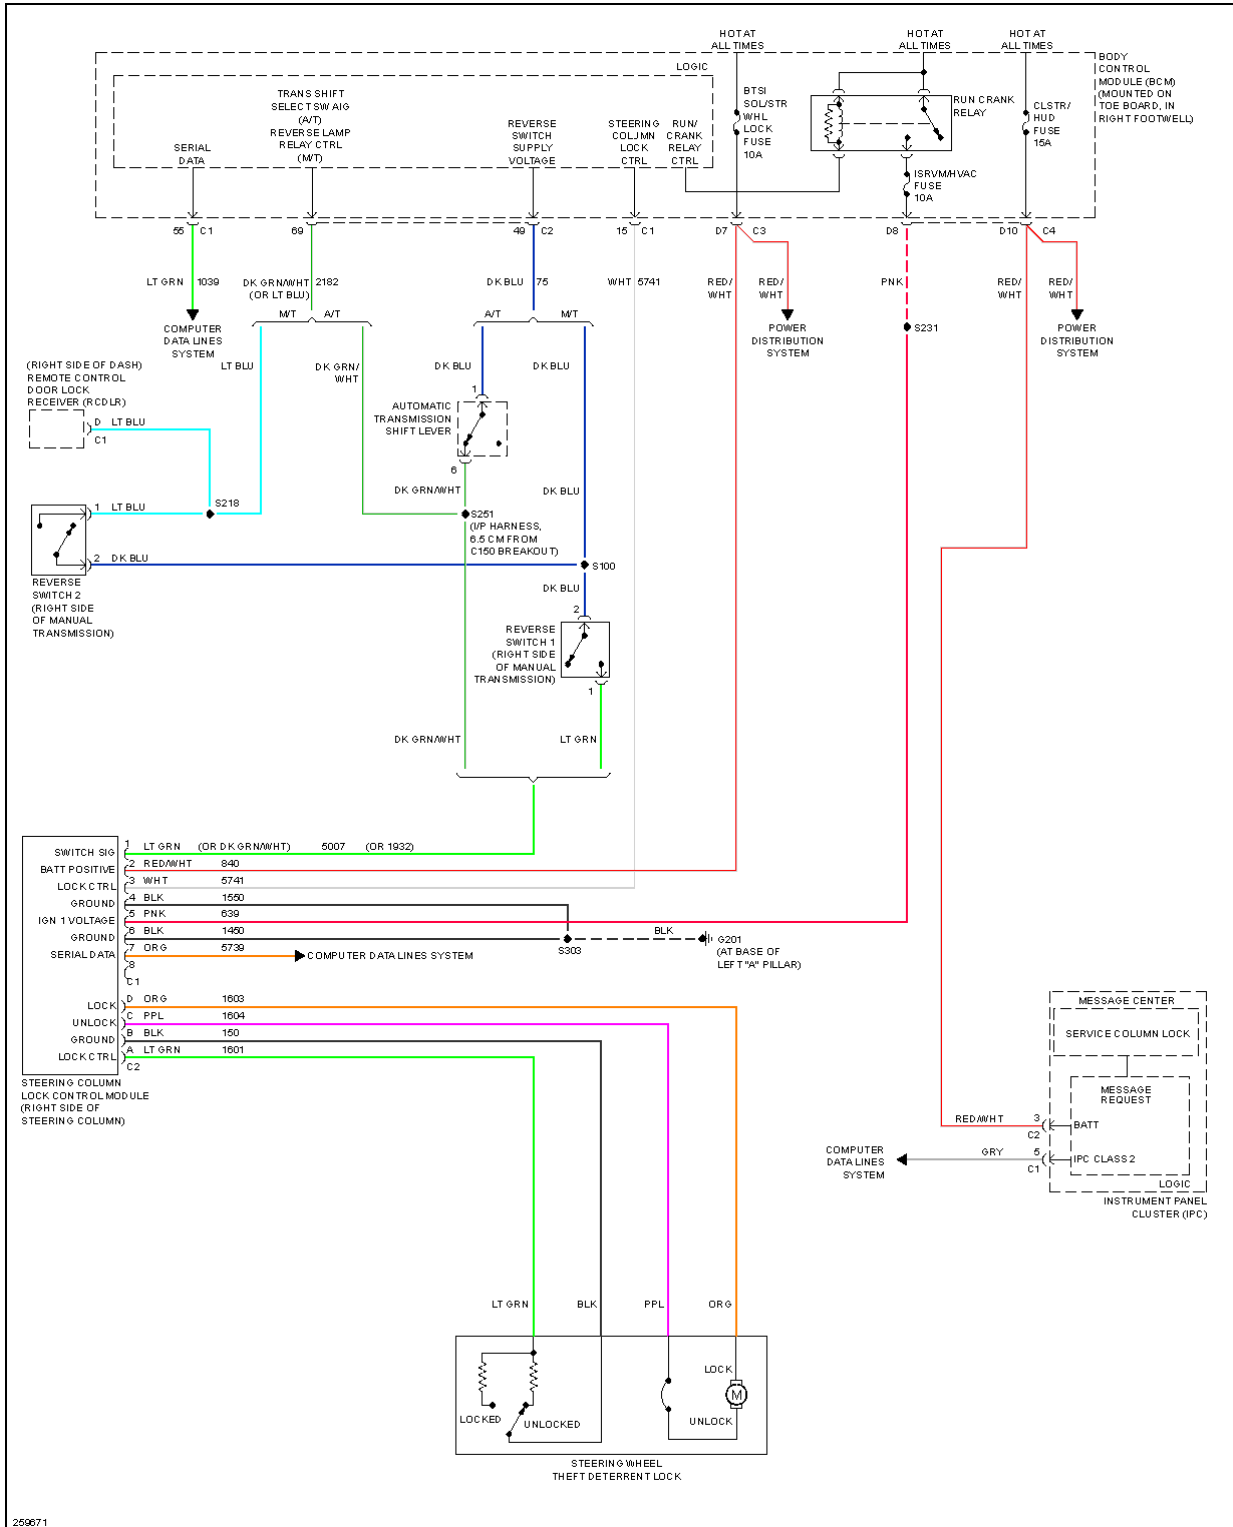 HOT AT
ALL TIMES
HOT AT
ALL TIMES
HOT AT
ALL TIMES
BODY
CONTROL
MODULE (BCM)
(MOUNTED ON
TOE BOARD, IN
RIGHT FOOTWELL)
LOGIC
TRANS SHIFT
SELECT SW AIG
(A/T)
REVERSE LAMP
RELAY CTRL
(M/T)
SERIAL
DATA
REVERSE
SWITCH
SUPPLY
VOLTAGE
STEERING
COLUMN
LOCK
CTRL
RUN/
CRANK
RELAY
CTRL
BTSI
SOL/STR
WHL
LOCK
FUSE
10A
RUN CRANK
RELAY
ISRVM/HVAC
FUSE
10A
CLSTR/
HUD
FUSE
15A
55 C1
69
49 C2
15 C1
D7 C3
D8
D10 C4
LT GRN 1039
DK GRN/WHT 2182
(OR LT BLU)
DK BLU 75
WHT 5741
RED/
WHT
RED/
WHT
PNK
RED/
WHT
RED/
WHT
COMPUTER
DATA LINES
SYSTEM
M/T A/T
A/T M/T
POWER
DISTRIBUTION
SYSTEM
S231
POWER
DISTRIBUTION
SYSTEM
(RIGHT SIDE OF DASH)
REMOTE CONTROL
DOOR LOCK
RECEIVER (RCDLR)
LT BLU
DK GRN/
WHT
DK BLU
DK BLU
1
AUTOMATIC
TRANSMISSION
SHIFT LEVER
6
D LT BLU
C1
DK GRN/WHT
DK BLU
1 LT BLU
S218
S251
(I/P HARNESS,
6.5 CM FROM
C150 BREAKOUT)
2 DK BLU
S100
REVERSE
SWITCH 2
(RIGHT SIDE
OF MANUAL
TRANSMISSION)
DK BLU
2
REVERSE
SWITCH 1
(RIGHT SIDE
OF MANUAL
TRANSMISSION)
1
DK GRN/WHT
LT GRN
SWITCH SIG 1 LT GRN (OR DK GRN/WHT) 5007 (OR 1932)
BATT POSITIVE 2 RED/WHT 840
LOCK CTRL 3 WHT 5741
GROUND 4 BLK 1550
IGN 1 VOLTAGE 5 PNK 639
GROUND 6 BLK 1450
SERIAL DATA 7 ORG 5739
8
C1
COMPUTER DATA LINES SYSTEM
S303
BLK
G201
(AT BASE OF
LEFT "A" PILLAR)
LOCK D ORG 1603
UNLOCK C PPL 1604
GROUND B BLK 150
LOCK CTRL A LT GRN 1601
C2
STEERING COLUMN
LOCK CONTROL MODULE
(RIGHT SIDE OF
STEERING COLUMN)
MESSAGE CENTER
SERVICE COLUMN LOCK
MESSAGE
REQUEST
RED/WHT 3 BATT
C2
COMPUTER
DATA LINES
SYSTEM
GRY 5 IPC CLASS 2
C1
LOGIC
INSTRUMENT PANEL
CLUSTER (IPC)
LT GRN
BLK
PPL
ORG
LOCK
M
UNLOCK
LOCKED
UNLOCKED
STEERING WHEEL
THEFT DETERRENT LOCK
259671